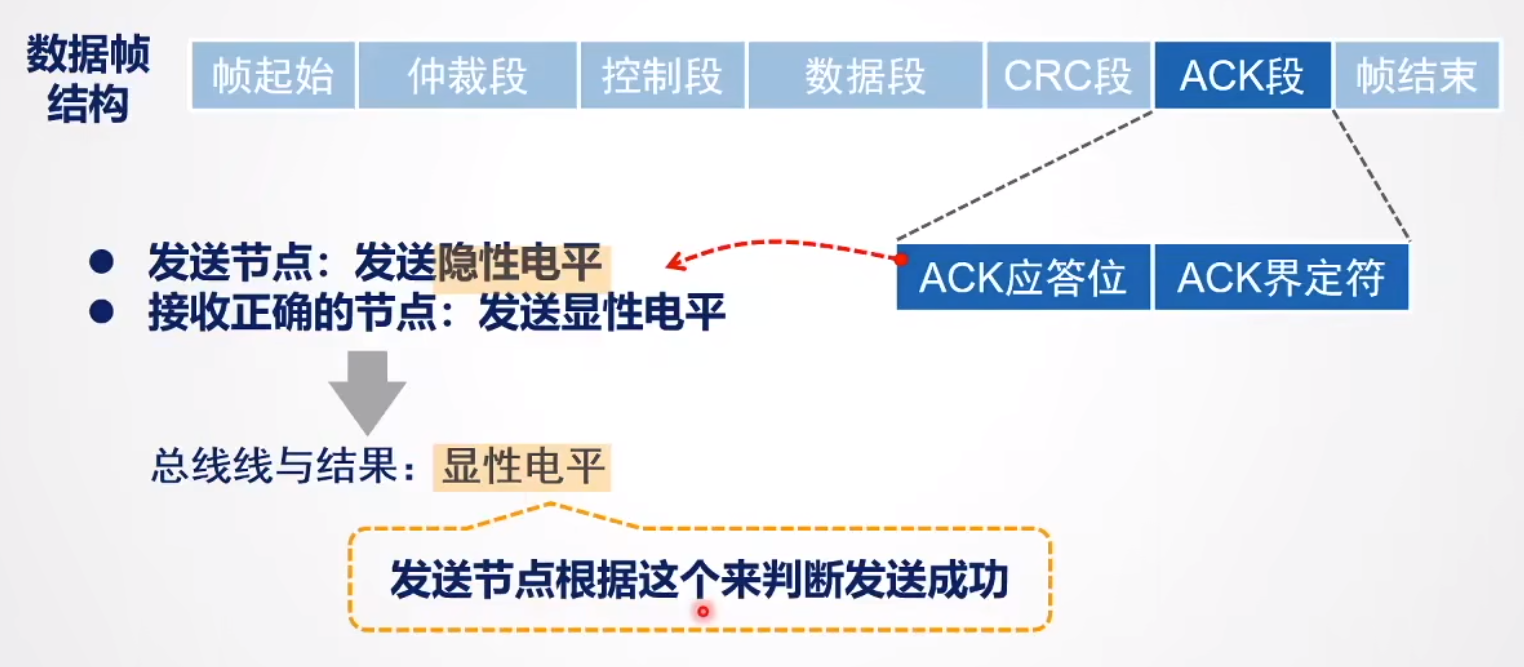 数据帧
结构
帧起始 仲裁段 控制段 数据段 CRC段 ACK段 帧结束
ACK应答位 ACK界定符
发送节点：发送隐性电平
接收正确的节点：发送显性电平
总线线与结果：显性电平
发送节点根据这个来判断发送成功